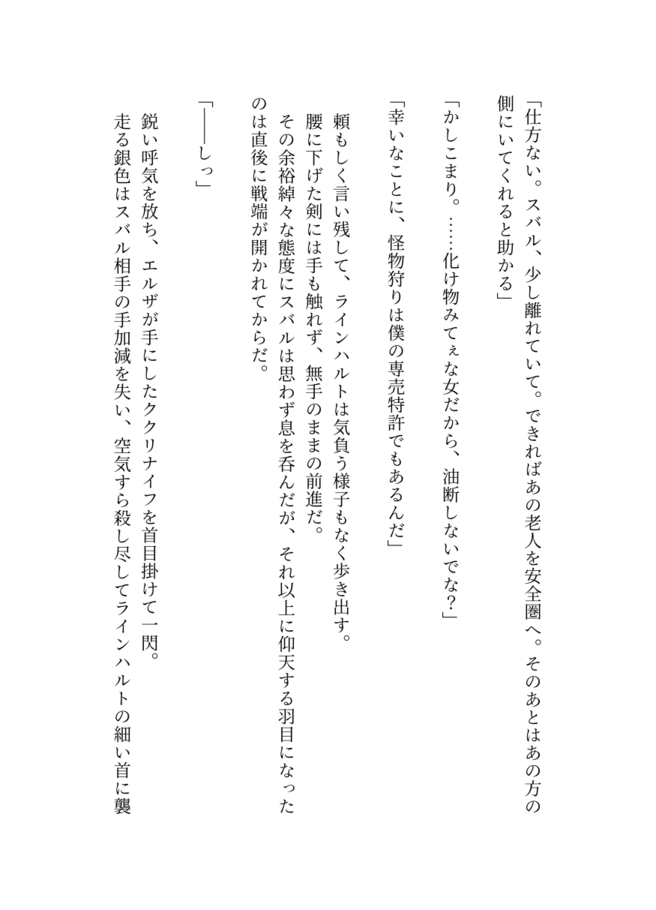 「仕方ない。スバル、少し離れていて。できればあの老人を安全圏へ。そのあとはあの方の
側にいてくれると助かる」
「かしこまり。……化け物みてぇな女だから、油断しないでな？」
「幸いなことに、怪物狩りは僕の専売特許でもあるんだ」
頼もしく言い残して、ラインハルトは気負う様子もなく歩き出す。
腰に下げた剣には手も触れず、無手のままの前進だ。
その余裕綽々な態度にスバルは思わず息を呑んだが、それ以上に仰天する羽目になった
のは直後に戦端が開かれてからだ。
「――しっ」
鋭い呼気を放ち、エルザが手にしたククリナイフを首目掛けて一閃。
走る銀色はスバル相手の手加減を失い、空気すら殺し尽してラインハルトの細い首に襲